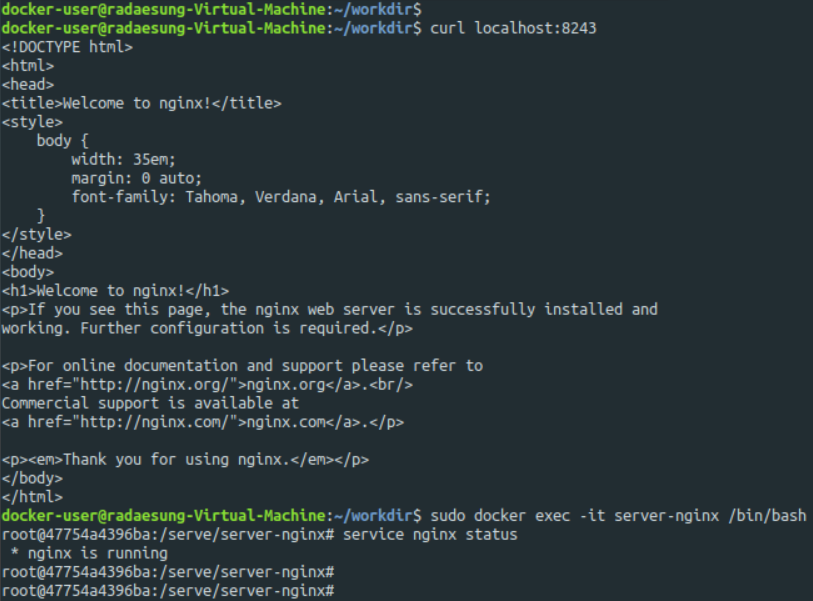 docker-user@radaesung-Virtual-Machine:~/workdir$
docker-user@radaesung-Virtual-Machine:~/workdir$ curl localhost:8243
<!DOCTYPE html>
<html>
<head>
<title>Welcome to nginx!</title>
<style>
    body {
        width: 35em;
        margin: 0 auto;
        font-family: Tahoma, Verdana, Arial, sans-serif;
    }
</style>
</head>
<body>
<h1>Welcome to nginx!</h1>
<p>If you see this page, the nginx web server is successfully installed and
working. Further configuration is required.</p>

<p>For online documentation and support please refer to
<a href="http://nginx.org/">nginx.org</a>.<br/>
Commercial support is available at
<a href="http://nginx.com/">nginx.com</a>.</p>

<p><em>Thank you for using nginx.</em></p>
</body>
</html>
docker-user@radaesung-Virtual-Machine:~/workdir$ sudo docker exec -it server-nginx /bin/bash
root@47754a4396ba:/serve/server-nginx# service nginx status
 * nginx is running
root@47754a4396ba:/serve/server-nginx#
root@47754a4396ba:/serve/server-nginx#